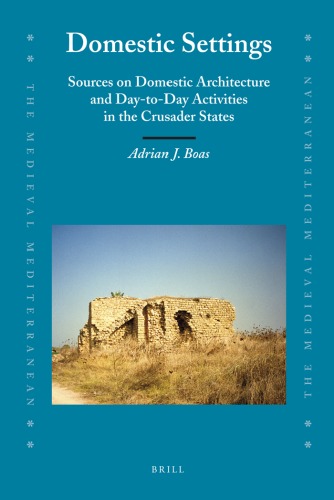 Domestic Settings
Sources on Domestic Architecture
and Day-to-Day Activities
in the Crusader States
Adrian J. Boas
* * THE MEDIEVAL MEDITERRANEAN * *
* * THE MEDIEVAL MEDITERRANEAN * *
BRILL